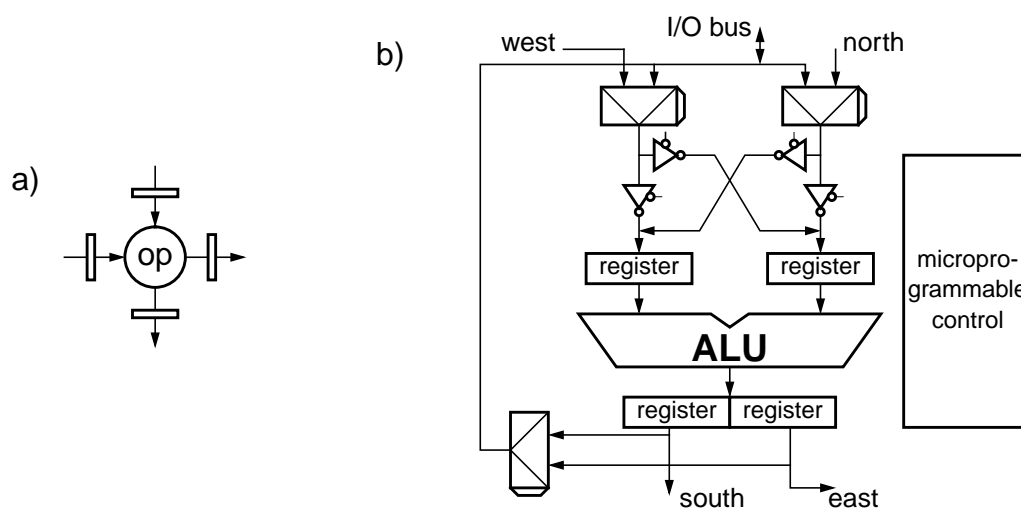 I/O bus
west
north
b)
a)
op
register
register
micropro-
grammable
control
ALU
register
register
south
east